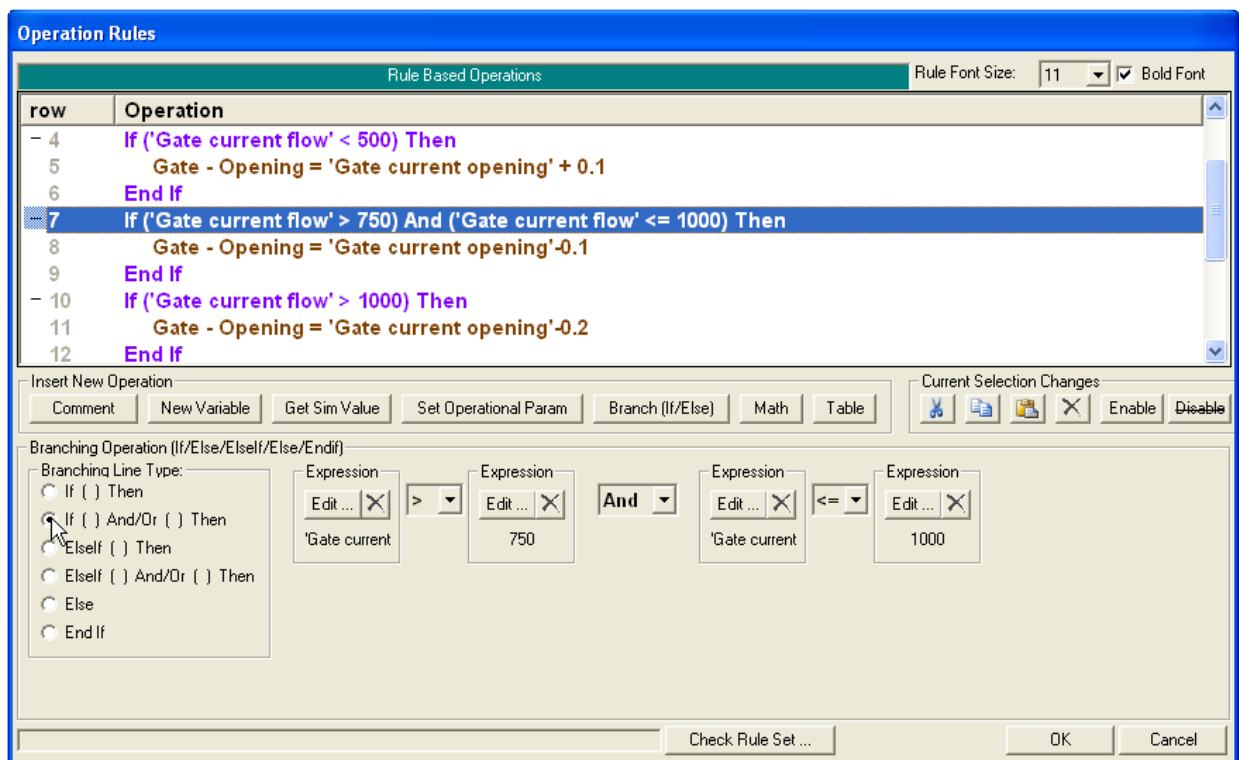 Operation Rules
Rule Based Operations Rule Font Size: 11 Bold Font
row Operation
− 4 If ('Gate current flow' < 500) Then
5 Gate - Opening = 'Gate current opening' + 0.1
6 End If
− 7 If ('Gate current flow' > 750) And ('Gate current flow' <= 1000) Then
8 Gate - Opening = 'Gate current opening'-0.1
9 End If
− 10 If ('Gate current flow' > 1000) Then
11 Gate - Opening = 'Gate current opening'-0.2
12 End If
Insert New Operation Current Selection Changes
Comment New Variable Get Sim Value Set Operational Param Branch (If/Else) Math Table Enable Disable
Branching Operation (If/Else/ElseIf/Else/Endif)
Branching Line Type: Expression Expression Expression Expression
If ( ) Then
Edit ... > Edit ... And Edit ... <= Edit ...
If ( ) And/Or ( ) Then
'Gate current 750 'Gate current 1000
ElseIf ( ) Then
ElseIf ( ) And/Or ( ) Then
Else
End If
Check Rule Set ... OK Cancel